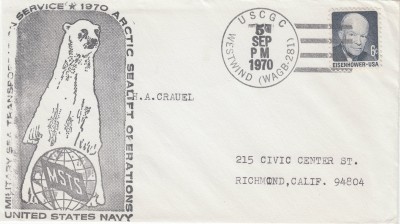 MILITARY SEA TRANSPORTATION SERVICE ★ 1970 ARCTIC SEALIFT OPERATIONS
MSTS
UNITED STATES NAVY
R.A. CRAUEL
USCGC
WESTWIND (WAGB-281)
5
SEP
PM
1970
6¢
EISENHOWER·USA
215 CIVIC CENTER ST.
RICHMOND,CALIF. 94804